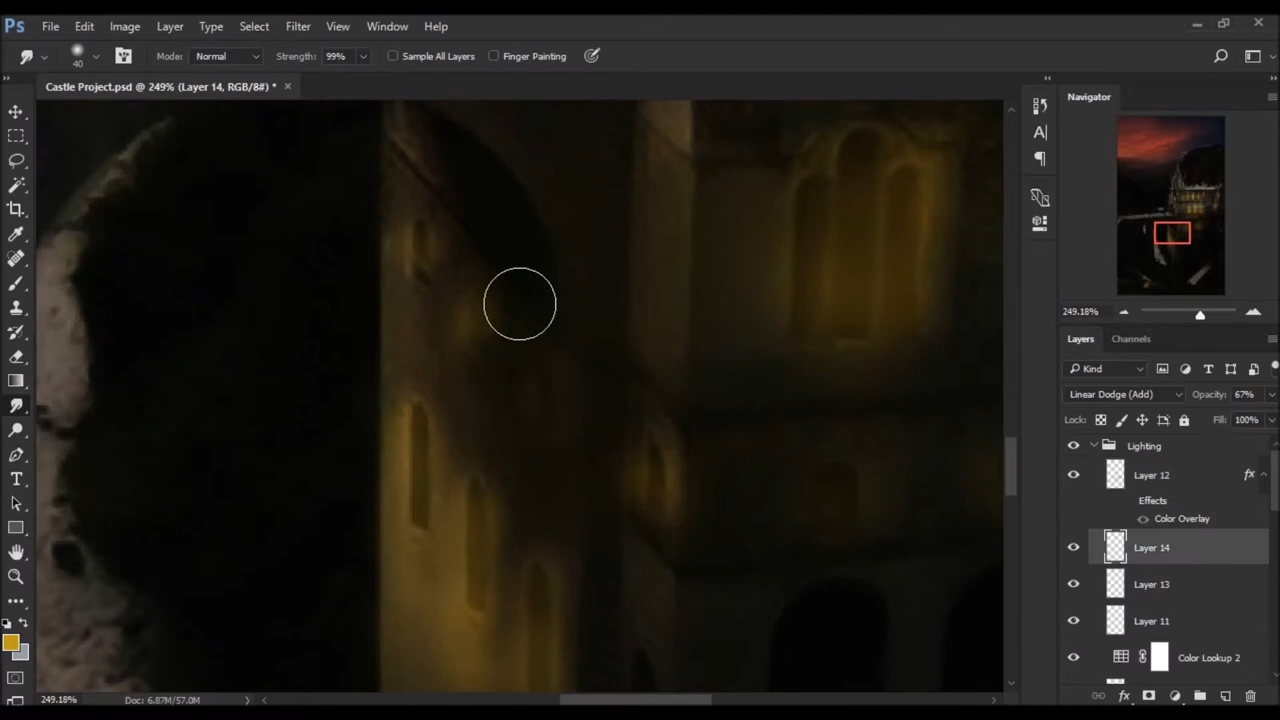 Ps File Edit Image Layer Type Select Filter View Window Help
40 Mode: Normal Strength: 99% Sample All Layers Finger Painting
Castle Project.psd @ 249% (Layer 14, RGB/8#) * ×
Navigator
249.18%
Layers Channels
Kind
Linear Dodge (Add) Opacity: 67%
Lock: Fill: 100%
Lighting
Layer 12 fx
Effects
Color Overlay
Layer 14
Layer 13
Layer 11
Color Lookup 2
fx
249.18% Doc: 6.87M/57.0M